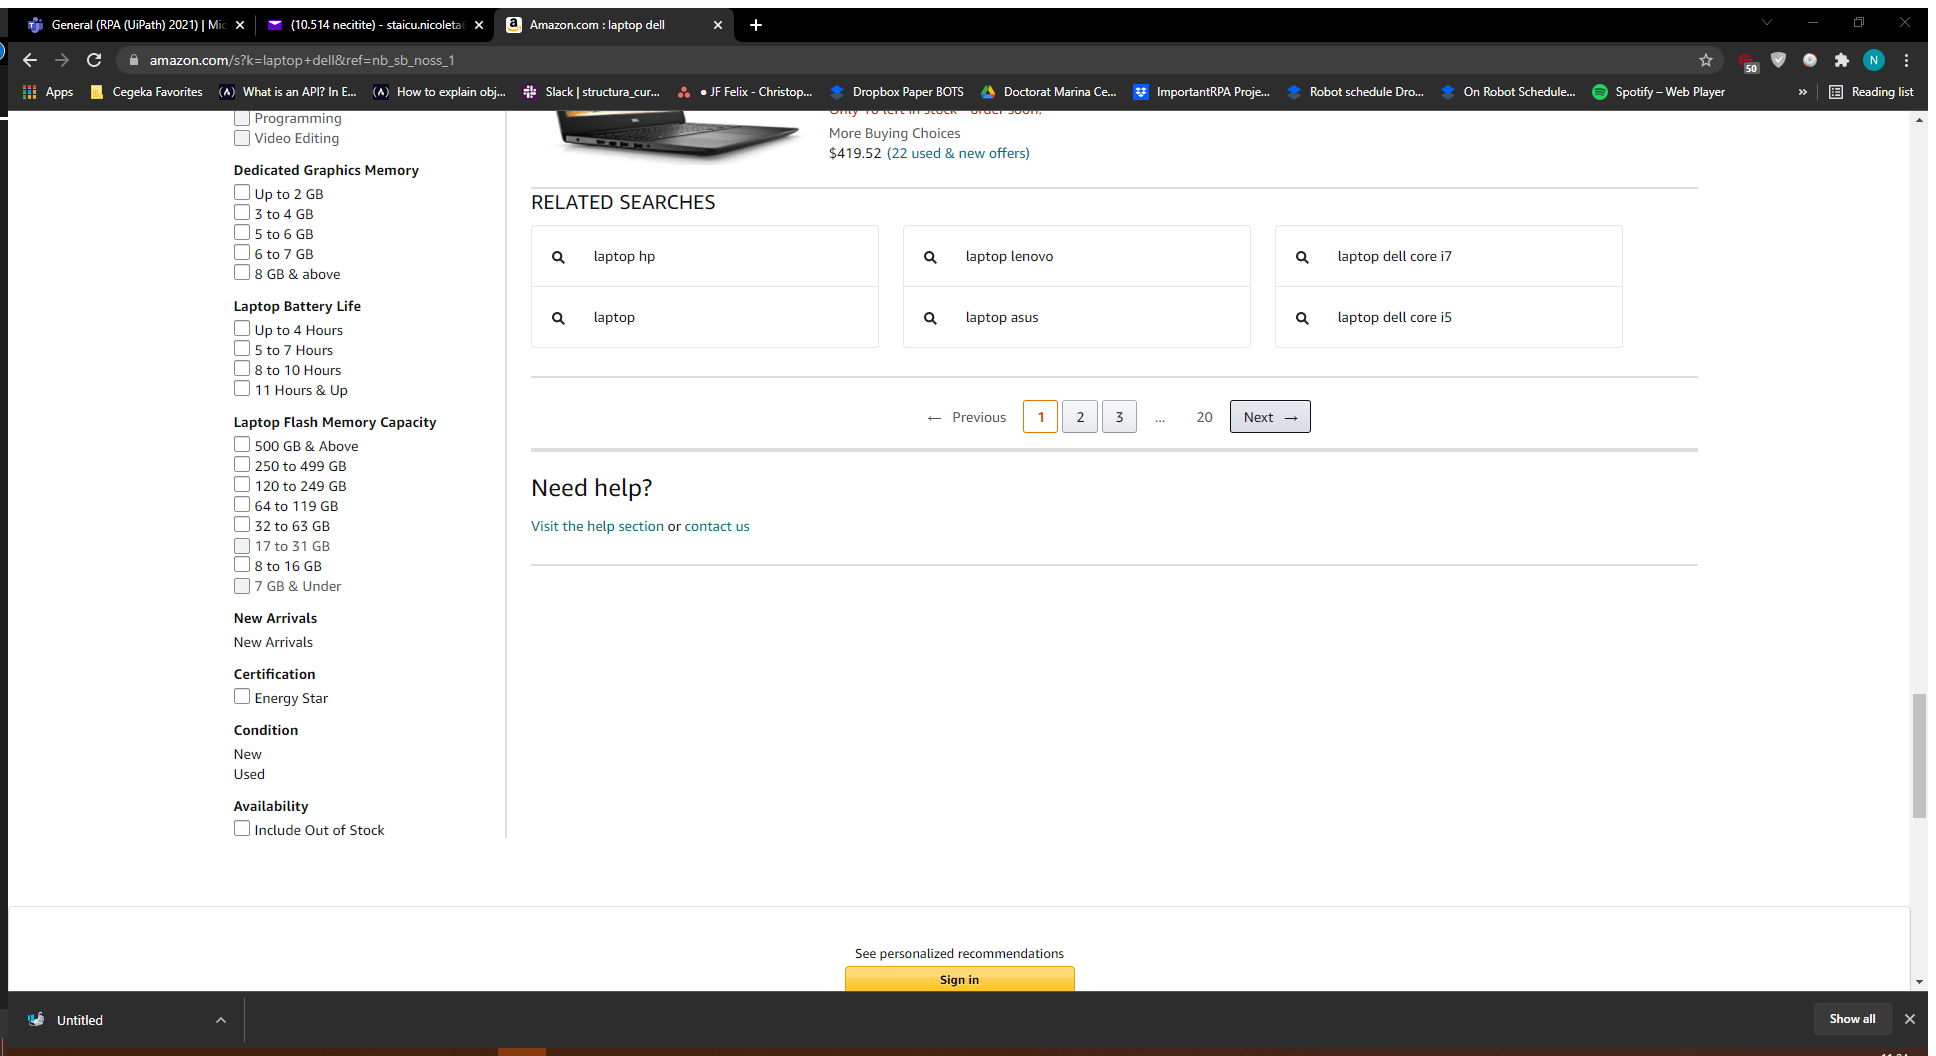 General (RPA (UiPath) 2021) | Mic
(10.514 necitite) - staicu.nicoleta
Amazon.com : laptop dell
amazon.com/s?k=laptop+dell&ref=nb_sb_noss_1
50
N
Apps
Cegeka Favorites
What is an API? In E...
How to explain obj...
Slack | structura_cur...
● JF Felix - Christop...
Dropbox Paper BOTS
Doctorat Marina Ce...
ImportantRPA Proje...
Robot schedule Dro...
On Robot Schedule...
Spotify – Web Player
»
Reading list
Programming
Video Editing
Dedicated Graphics Memory
Up to 2 GB
3 to 4 GB
5 to 6 GB
6 to 7 GB
8 GB & above
Laptop Battery Life
Up to 4 Hours
5 to 7 Hours
8 to 10 Hours
11 Hours & Up
Laptop Flash Memory Capacity
500 GB & Above
250 to 499 GB
120 to 249 GB
64 to 119 GB
32 to 63 GB
17 to 31 GB
8 to 16 GB
7 GB & Under
New Arrivals
New Arrivals
Certification
Energy Star
Condition
New
Used
Availability
Include Out of Stock
left in stock - order soon.
More Buying Choices
$419.52 (22 used & new offers)
RELATED SEARCHES
laptop hp
laptop lenovo
laptop dell core i7
laptop
laptop asus
laptop dell core i5
← Previous 1 2 3 ... 20 Next →
Need help?
Visit the help section or contact us
See personalized recommendations
Sign in
Untitled
Show all